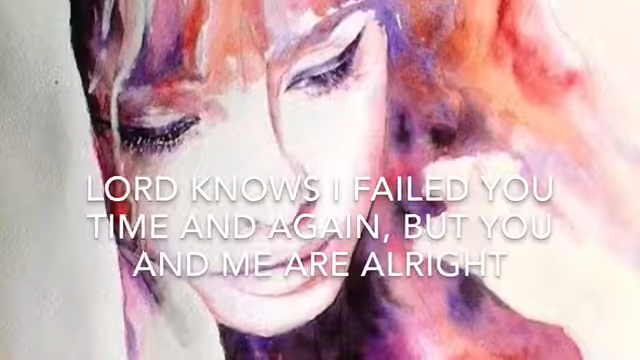 LORD KNOWS I FAILED YOU
TIME AND AGAIN, BUT YOU
AND ME ARE ALRIGHT